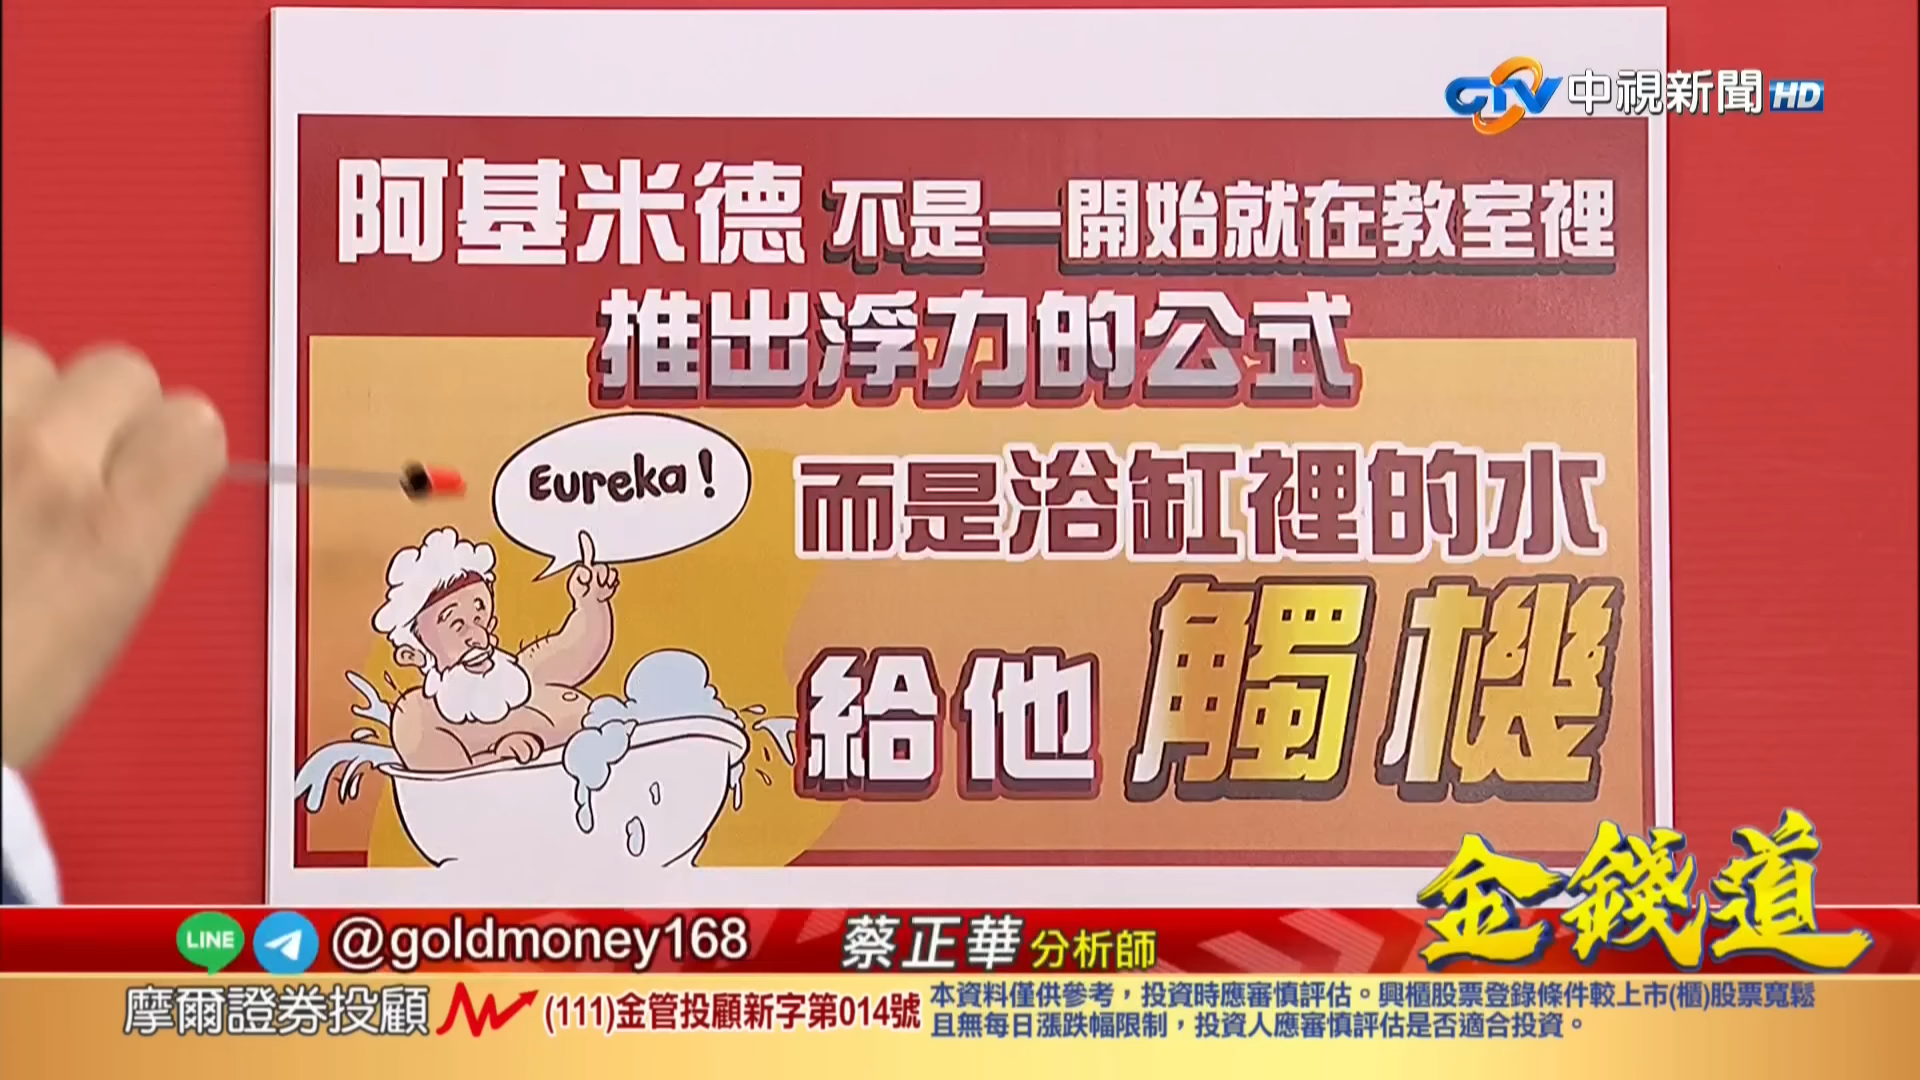 CTV中視新聞HD
阿基米德不是一開始就在教室裡
推出浮力的公式
Eureka!
而是浴缸裡的水
給他觸機
金錢道
LINE @goldmoney168 蔡正華 分析師
摩爾證券投顧 (111)金管投顧新字第014號
本資料僅供參考，投資時應審慎評估。興櫃股票登錄條件較上市(櫃)股票寬鬆
且無每日漲跌幅限制，投資人應審慎評估是否適合投資。